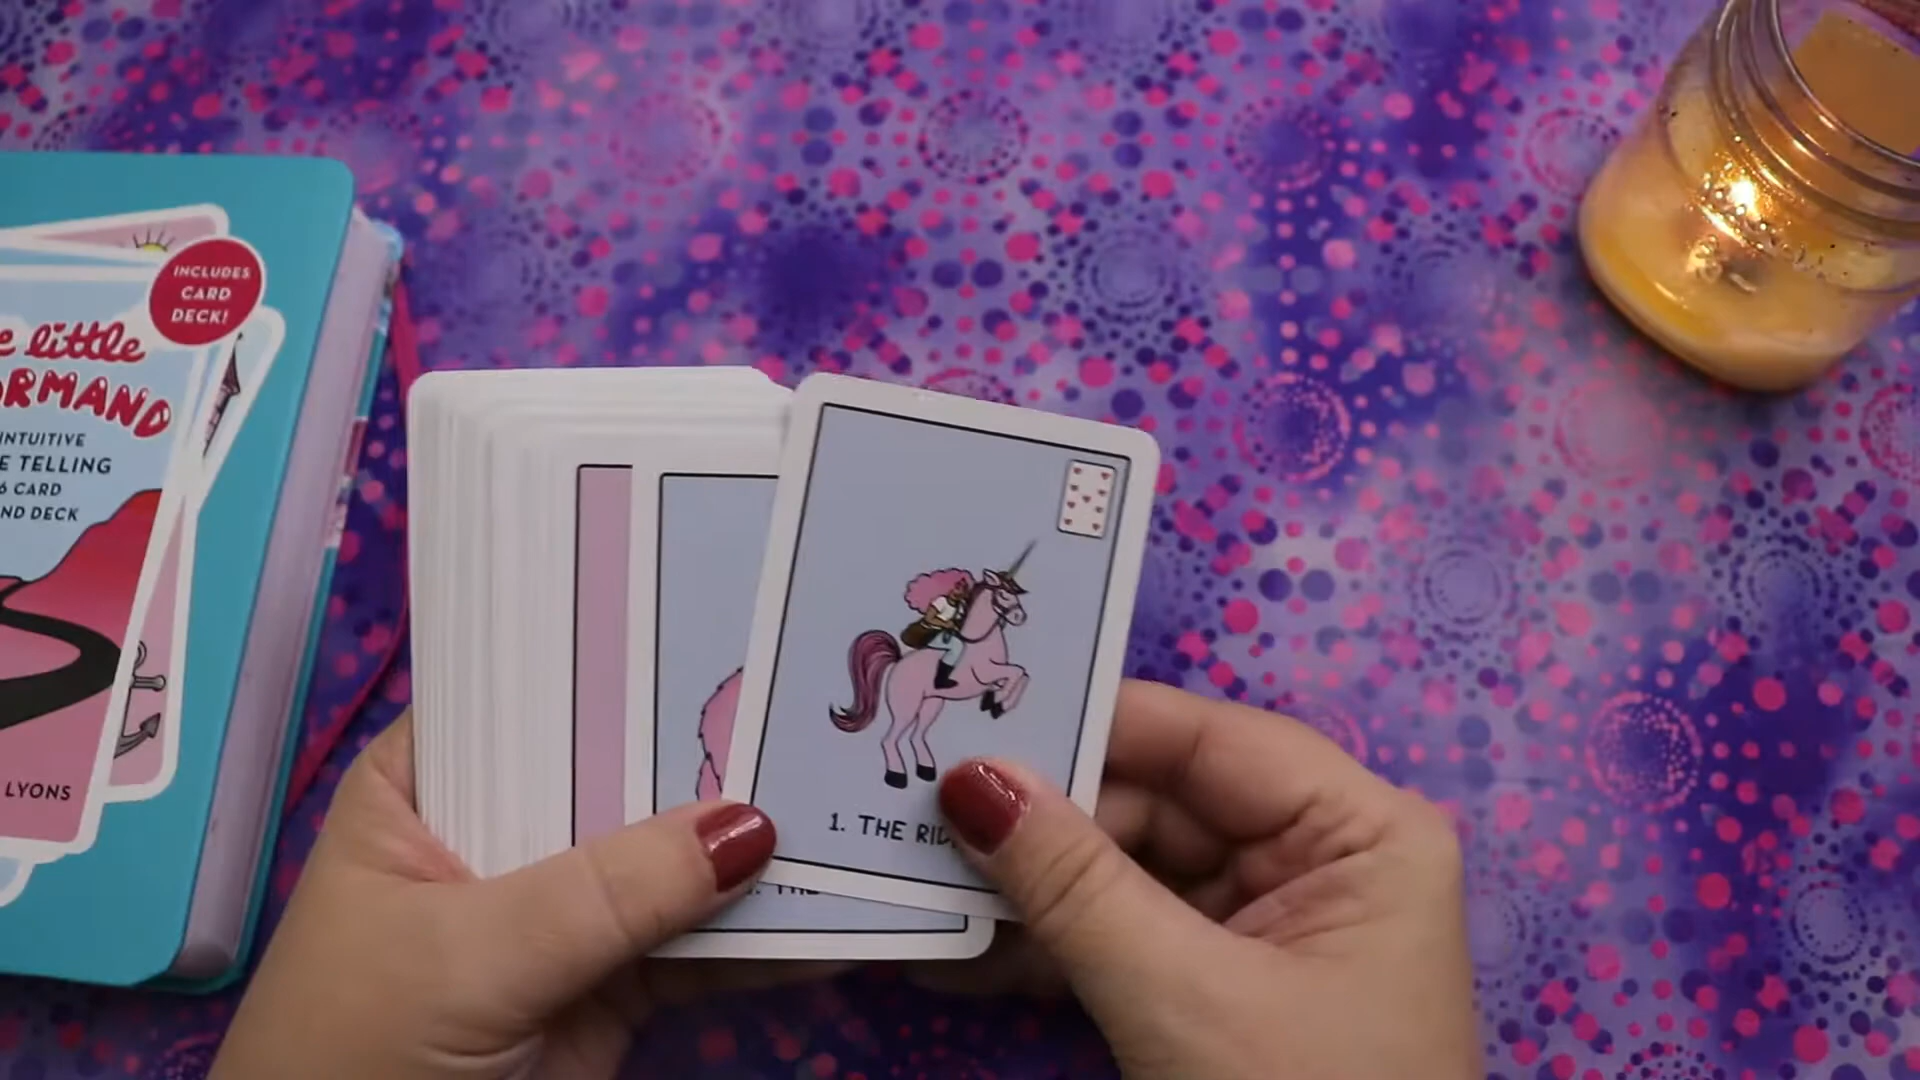 INCLUDES
CARD
DECK!
e little
ORMAND
INTUITIVE
E TELLING
6 CARD
ND DECK
LYONS
1. THE RID